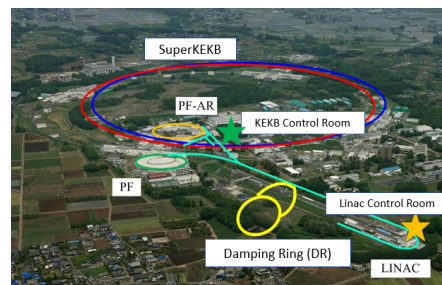 SuperKEKB
PF-AR
KEKB Control Room
PF
Linac Control Room
Damping Ring (DR)
LINAC